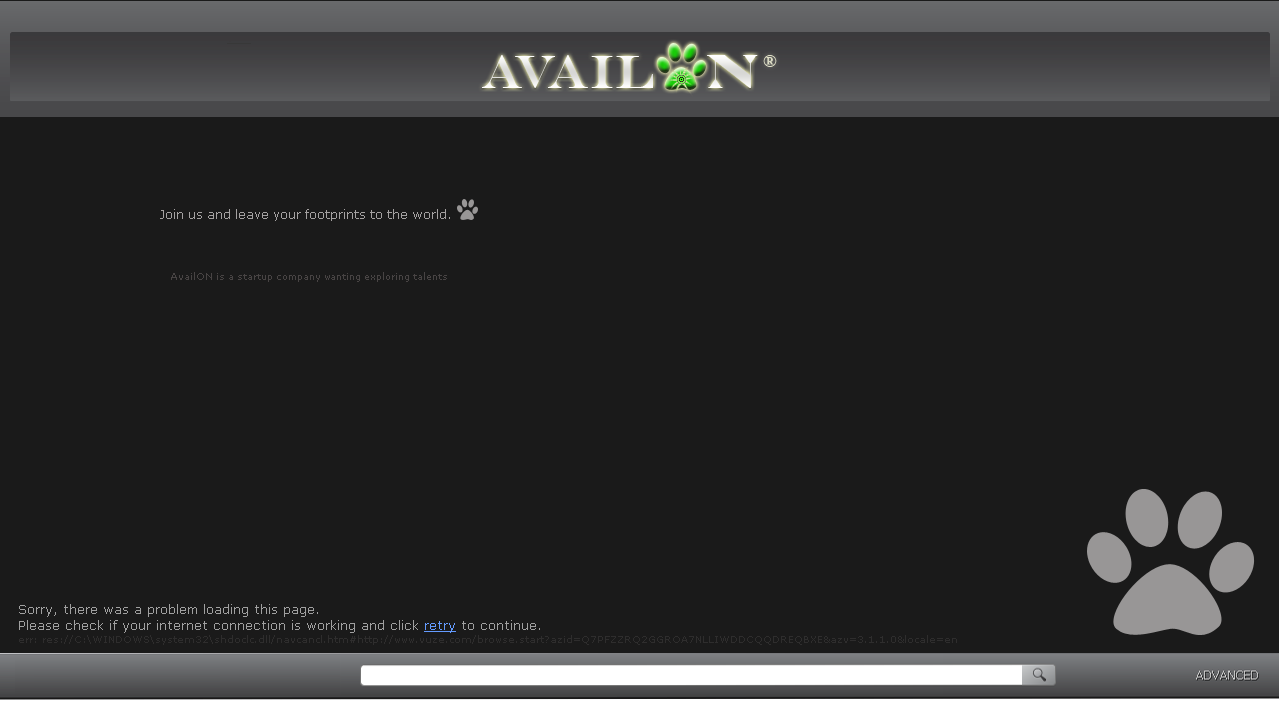 AVAILON®
Join us and leave your footprints to the world.
AvailON is a startup company wanting exploring talents
Sorry, there was a problem loading this page.
Please check if your internet connection is working and click retry to continue.
err: res://C:\WINDOWS\system32\shdoclc.dll/navcancl.htm#http://www.vuze.com/browse.start?azid=Q7PFZZRQ2GGROA7NLLIWDDCQQDREQBXE&azv=3.1.1.0&locale=en
ADVANCED